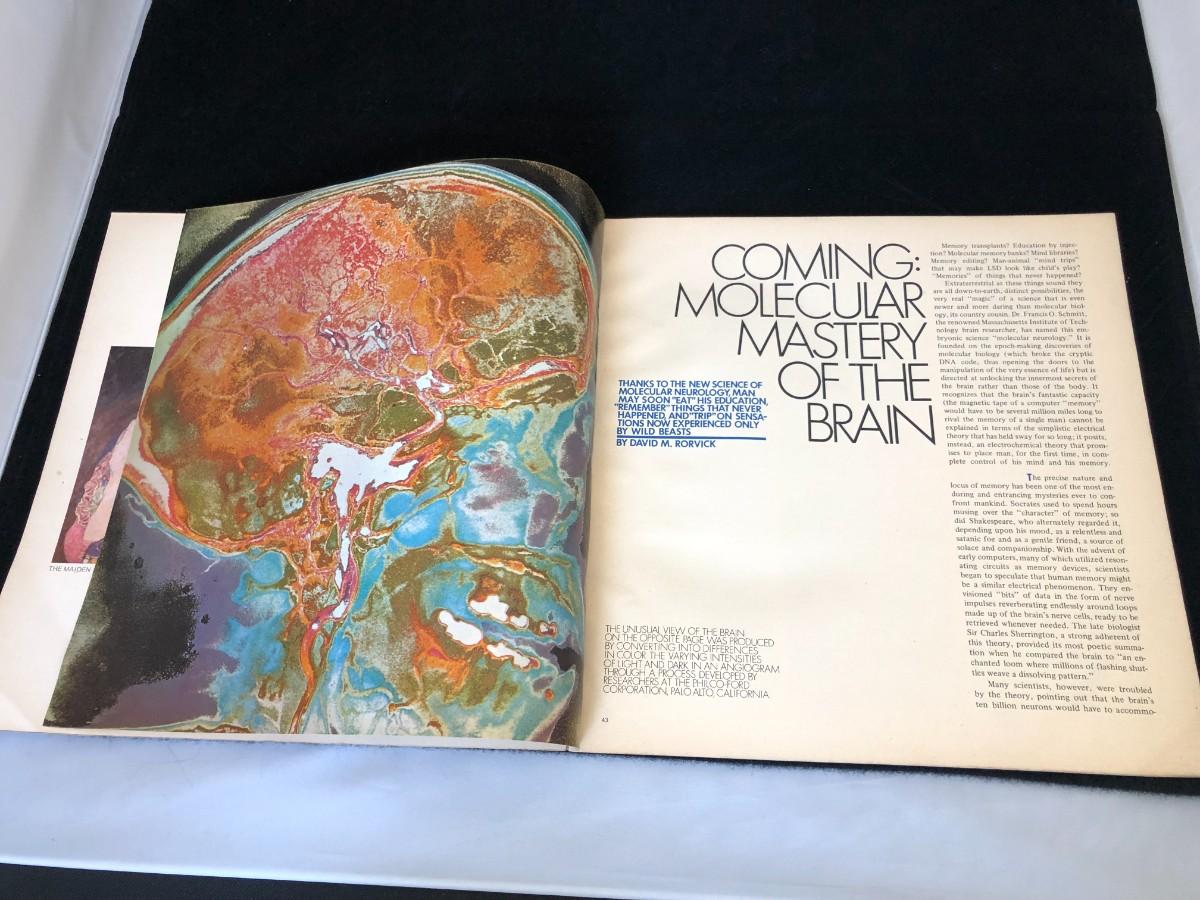 THE MAIDEN
COMING:
MOLECULAR
MASTERY
OF THE
BRAIN
THANKS TO THE NEW SCIENCE OF
MOLECULAR NEUROLOGY, MAN
MAY SOON "EAT" HIS EDUCATION,
"REMEMBER" THINGS THAT NEVER
HAPPENED, AND "TRIP" ON SENSA-
TIONS NOW EXPERIENCED ONLY
BY WILD BEASTS
BY DAVID M. RORVICK
THE UNUSUAL VIEW OF THE BRAIN
ON THE OPPOSITE PAGE WAS PRODUCED
BY CONVERTING INTO DIFFERENCES
IN COLOR THE VARYING INTENSITIES
OF LIGHT AND DARK IN AN ANGIOGRAM
THROUGH A PROCESS DEVELOPED BY
RESEARCHERS AT THE PHILCO-FORD
CORPORATION, PALO ALTO, CALIFORNIA.
43
Memory transplants? Education by injec-
tion? Molecular memory banks? Mind libraries?
Memory editing? Man-animal "mind trips"
that may make LSD look like child's play?
"Memories" of things that never happened?
Extraterrestrial as these things sound they
are all down-to-earth, distinct possibilities, the
very real "magic" of a science that is even
newer and more daring than molecular biol-
ogy, its country cousin. Dr. Francis O. Schmitt,
the renowned Massachusetts Institute of Tech-
nology brain researcher, has named this em-
bryonic science "molecular neurology." It is
founded on the epoch-making discoveries of
molecular biology (which broke the cryptic
DNA code, thus opening the doors to the
manipulation of the very essence of life) but is
directed at unlocking the innermost secrets of
the brain rather than those of the body. It
recognizes that the brain's fantastic capacity
(the magnetic tape of a computer "memory"
would have to be several million miles long to
rival the memory of a single man) cannot be
explained in terms of the simplistic electrical
theory that has held sway for so long; it posits,
instead, an electrochemical theory that prom-
ises to place man, for the first time, in com-
plete control of his mind and his memory.
The precise nature and
locus of memory has been one of the most en-
during and entrancing mysteries ever to con-
front mankind. Socrates used to spend hours
musing over the "character" of memory; so
did Shakespeare, who alternately regarded it,
depending upon his mood, as a relentless and
satanic foe and as a gentle friend, a source of
solace and companionship. With the advent of
early computers, many of which utilized reson-
ating circuits as memory devices, scientists
began to speculate that human memory might
be a similar electrical phenomenon. They en-
visioned "bits" of data in the form of nerve
impulses reverberating endlessly around loops
made up of the brain's nerve cells, ready to be
retrieved whenever needed. The late biologist
Sir Charles Sherrington, a strong adherent of
this theory, provided its most poetic summa-
tion when he compared the brain to "an en-
chanted loom where millions of flashing shut-
tles weave a dissolving pattern."
Many scientists, however, were troubled
by the theory, pointing out that the brain's
ten billion neurons would have to accommo-